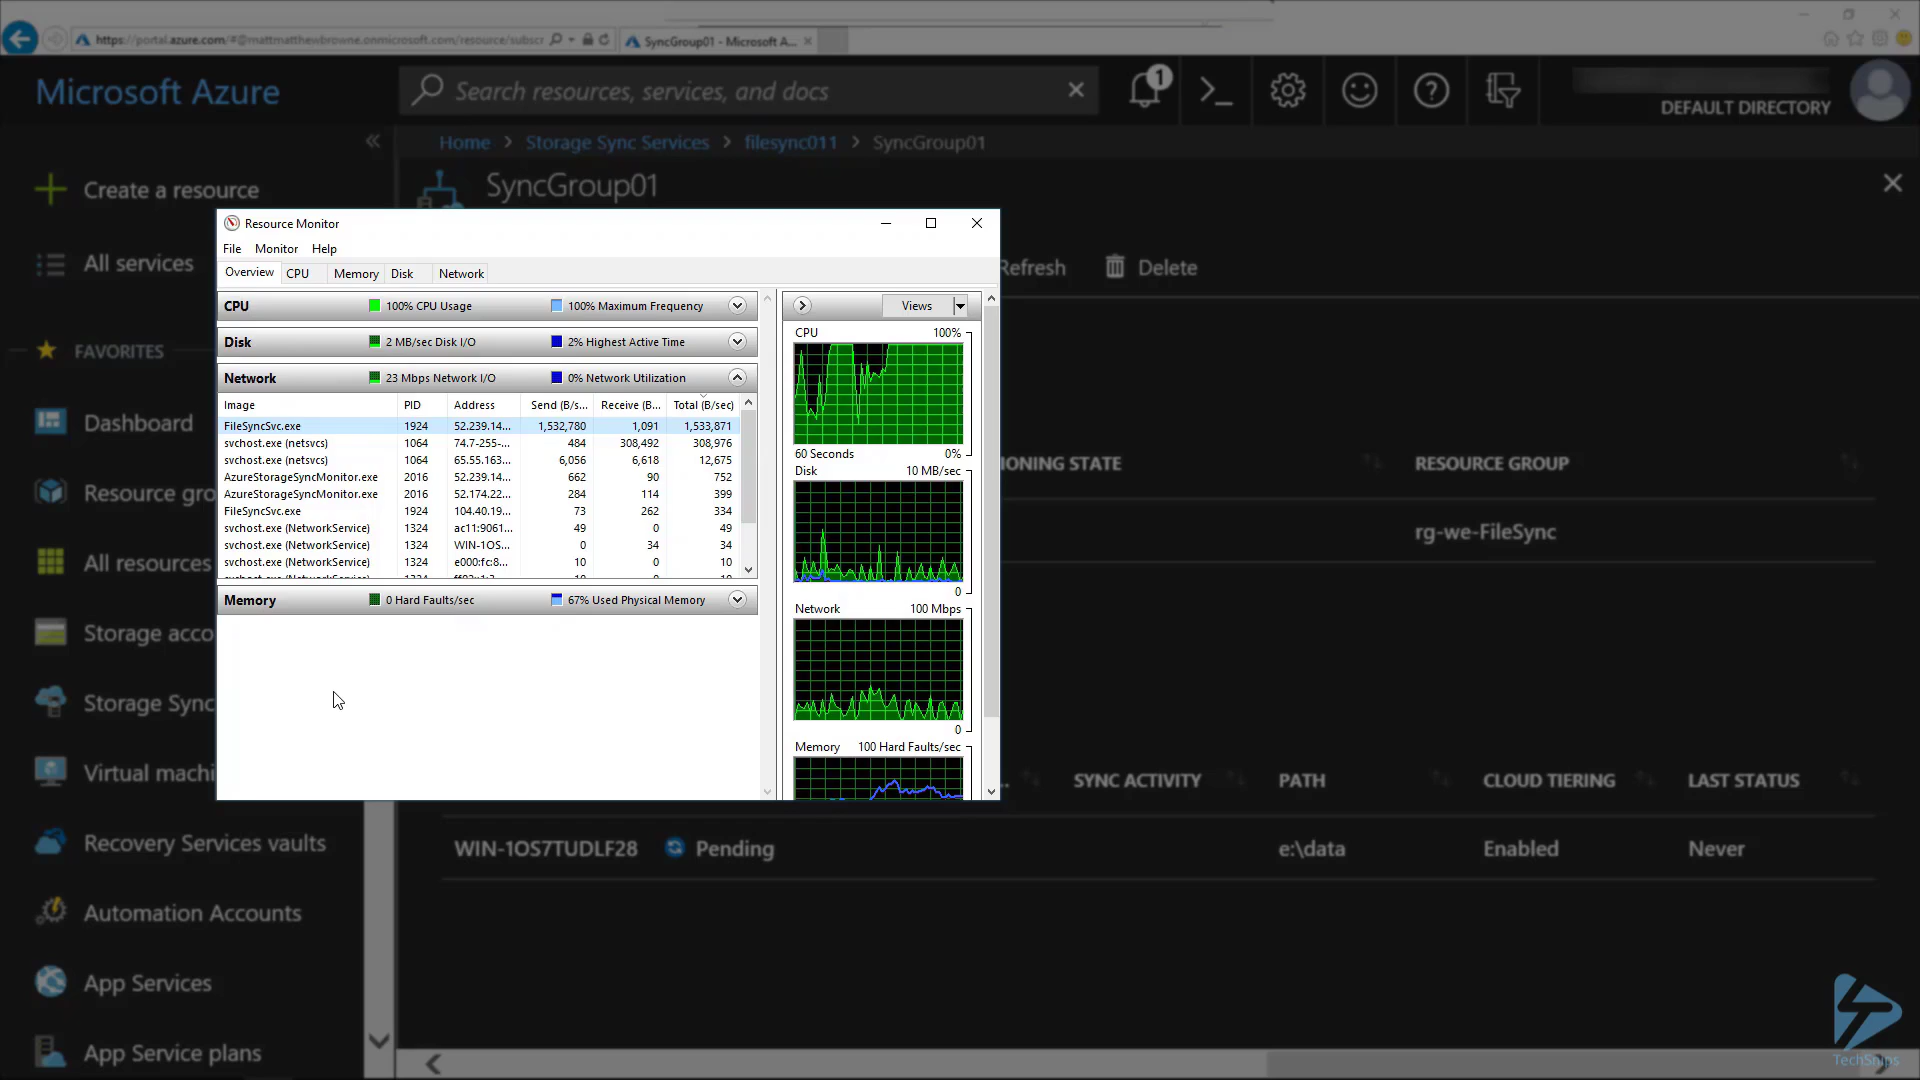 https://portal.azure.com/#@mattmatthewbrowne.onmicrosoft.com/resource/subscr
SyncGroup01 - Microsoft A...
Microsoft Azure
Search resources, services, and docs
1
DEFAULT DIRECTORY
Home > Storage Sync Services > filesync011 > SyncGroup01
SyncGroup01
Create a resource
All services
FAVORITES
Dashboard
Resource gro
All resources
Storage acco
Storage Sync
Virtual machi
Recovery Services vaults
Automation Accounts
App Services
App Service plans
Refresh
Delete
Resource Monitor
File Monitor Help
Overview CPU Memory Disk Network
CPU 100% CPU Usage 100% Maximum Frequency
Disk 2 MB/sec Disk I/O 2% Highest Active Time
Network 23 Mbps Network I/O 0% Network Utilization
Image PID Address Send (B/s... Receive (B... Total (B/sec)
FileSyncSvc.exe 1924 52.239.14... 1,532,780 1,091 1,533,871
svchost.exe (netsvcs) 1064 74.7-255-... 484 308,492 308,976
svchost.exe (netsvcs) 1064 65.55.163... 6,056 6,618 12,675
AzureStorageSyncMonitor.exe 2016 52.239.14... 662 90 752
AzureStorageSyncMonitor.exe 2016 52.174.22... 284 114 399
FileSyncSvc.exe 1924 104.40.19... 73 262 334
svchost.exe (NetworkService) 1324 ac11:9061... 49 0 49
svchost.exe (NetworkService) 1324 WIN-1OS... 0 34 34
svchost.exe (NetworkService) 1324 e000:fc:8... 10 0 10
svchost.exe (NetworkService) 1324
Memory 0 Hard Faults/sec 67% Used Physical Memory
Views
CPU 100%
60 Seconds 0%
Disk 10 MB/sec
0
Network 100 Mbps
0
Memory 100 Hard Faults/sec
IONING STATE
RESOURCE GROUP
rg-we-FileSync
SYNC ACTIVITY PATH CLOUD TIERING LAST STATUS
WIN-1OS7TUDLF28 Pending e:\data Enabled Never
TechSnips